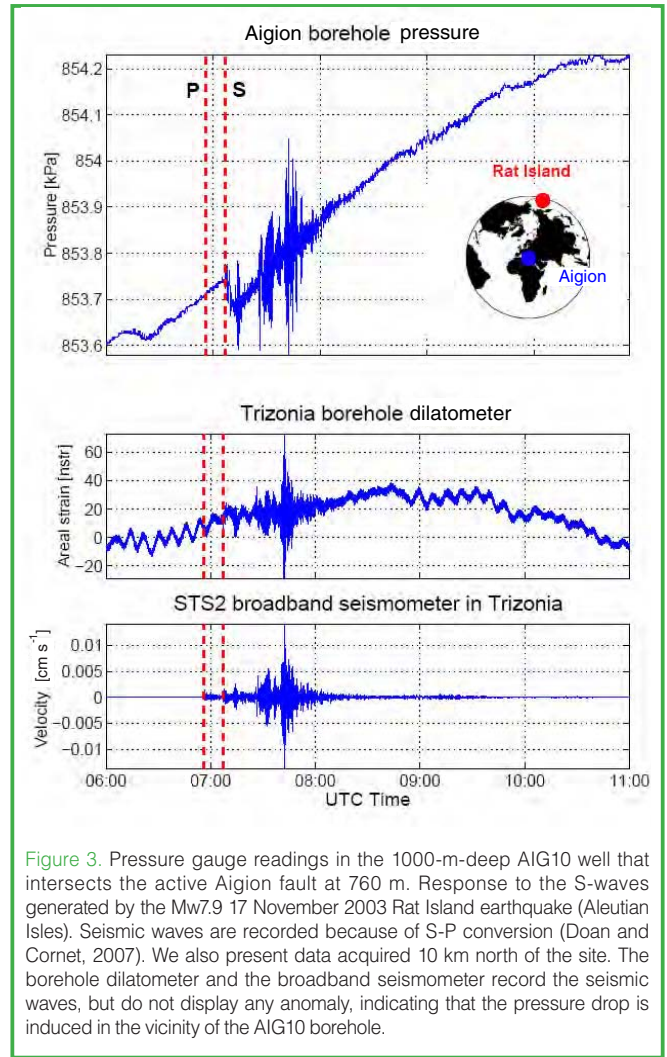 Aigion borehole pressure
854.2
854.1
854
853.9
853.8
853.7
853.6
Pressure [kPa]
P
S
Rat Island
Aigion
Trizonia borehole dilatometer
60
40
20
0
−20
Areal strain [nstr]
STS2 broadband seismometer in Trizonia
0.01
0.005
0
−0.005
−0.01
Velocity [cm s⁻¹]
06:00 07:00 08:00 09:00 10:00 11:00
UTC Time
Figure 3. Pressure gauge readings in the 1000-m-deep AIG10 well that
intersects the active Aigion fault at 760 m. Response to the S-waves
generated by the Mw7.9 17 November 2003 Rat Island earthquake (Aleutian
Isles). Seismic waves are recorded because of S-P conversion (Doan and
Cornet, 2007). We also present data acquired 10 km north of the site. The
borehole dilatometer and the broadband seismometer record the seismic
waves, but do not display any anomaly, indicating that the pressure drop is
induced in the vicinity of the AIG10 borehole.